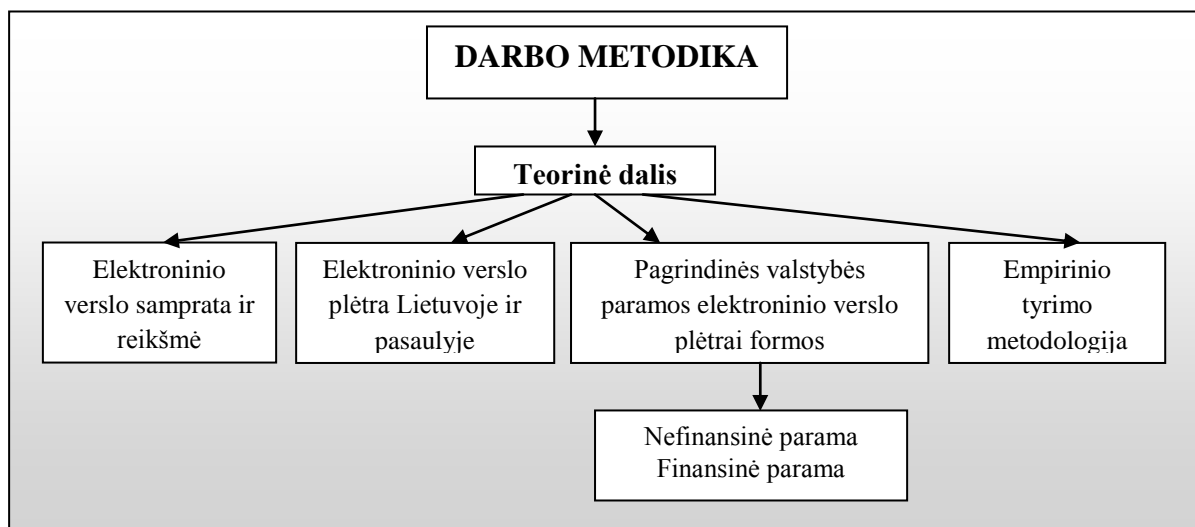 DARBO METODIKA
Teorinė dalis
Elektroninio
verslo samprata ir
reikšmė
Elektroninio verslo
plėtra Lietuvoje ir
pasaulyje
Pagrindinės valstybės
paramos elektroninio verslo
plėtrai formos
Empirinio
tyrimo
metodologija
Nefinansinė parama
Finansinė parama